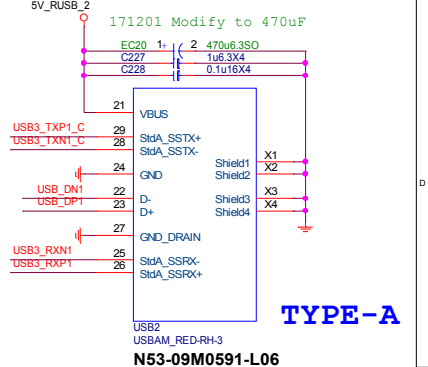 5V_RUSB_2
171201 Modify to 470uF
EC20 1+ 2 470u6.3SO
C227 1u6.3X4
C228 0.1u16X4
21 VBUS
USB3_TXP1_C 29 StdA_SSTX+
USB3_TXN1_C 28 StdA_SSTX-
24 GND
Shield1 X1
Shield2 X2
USB_DN1 22 D-
USB_DP1 23 D+
Shield3 X3
Shield4 X4
27 GND_DRAIN
USB3_RXN1 25 StdA_SSRX-
USB3_RXP1 26 StdA_SSRX+
D
TYPE-A
USB2
USBAM_RED-RH-3
N53-09M0591-L06